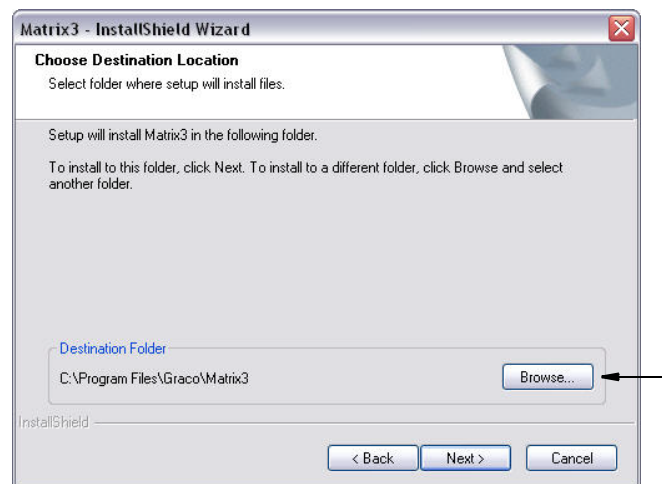 Matrix3 - InstallShield Wizard
Choose Destination Location
Select folder where setup will install files.
Setup will install Matrix3 in the following folder.
To install to this folder, click Next. To install to a different folder, click Browse and select
another folder.
Destination Folder
C:\Program Files\Graco\Matrix3
Browse...
InstallShield
< Back
Next >
Cancel